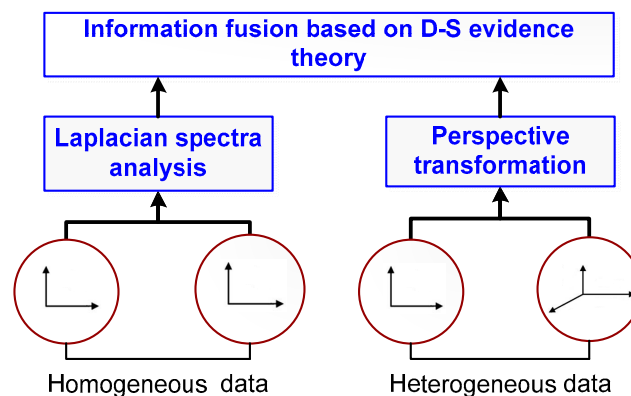 Information fusion based on D-S evidence
theory
Laplacian spectra
analysis
Perspective
transformation
Homogeneous data
Heterogeneous data